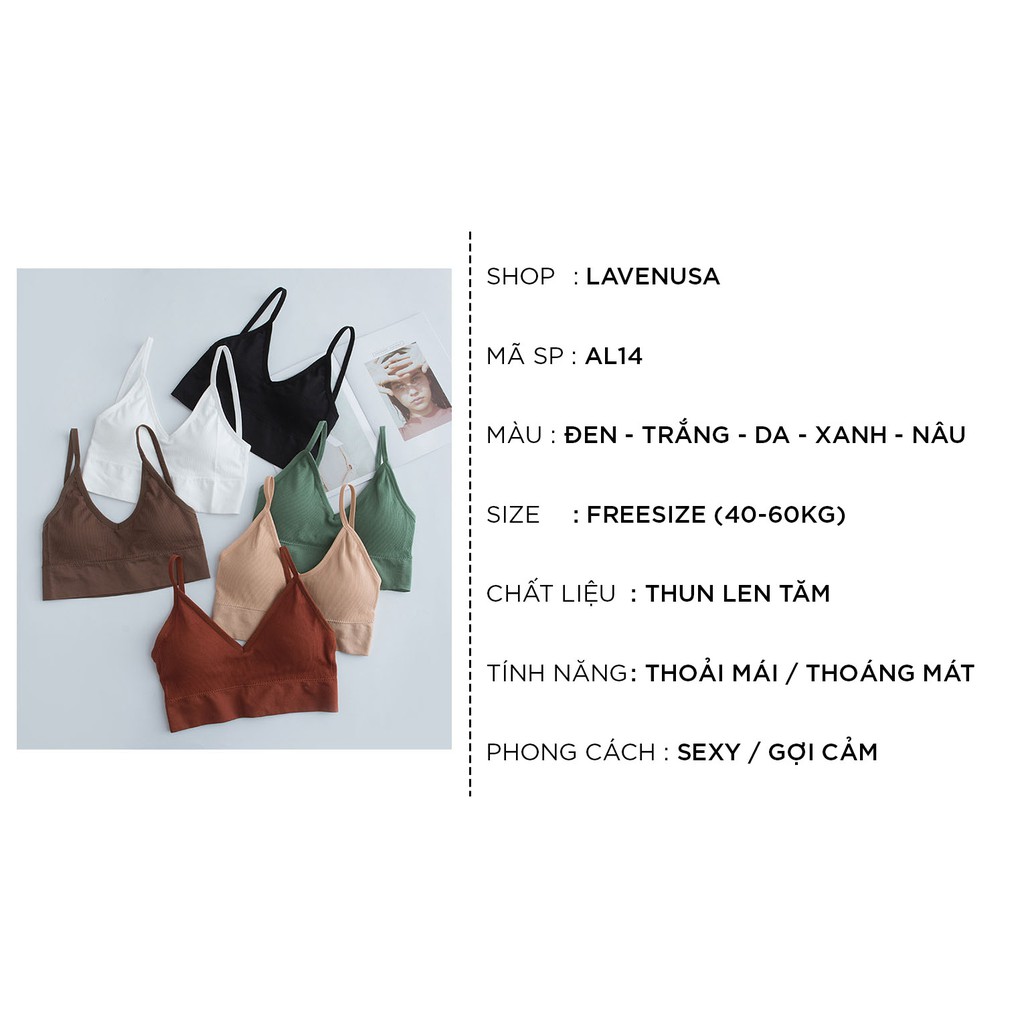 SHOP : LAVENUSA
MÃ SP : AL14
MÀU : ĐEN - TRẮNG - DA - XANH - NÂU
SIZE : FREESIZE (40-60KG)
CHẤT LIỆU : THUN LEN TĂM
TÍNH NĂNG: THOẢI MÁI / THOÁNG MÁT
PHONG CÁCH : SEXY / GỢI CẢM